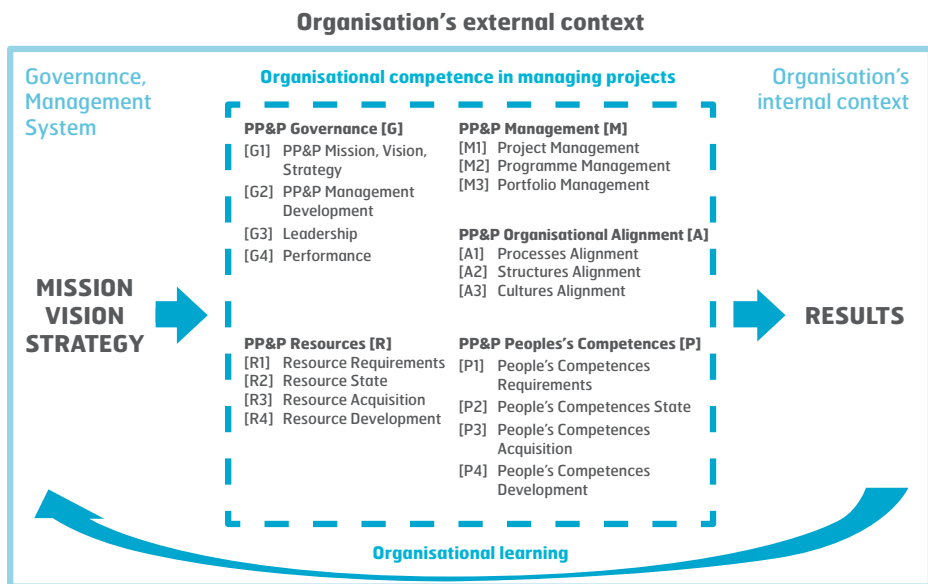 Organisation's external context
Governance,
Management
System
Organisational competence in managing projects
Organisation's
internal context
PP&P Governance [G]
[G1] PP&P Mission, Vision,
Strategy
[G2] PP&P Management
Development
[G3] Leadership
[G4] Performance
PP&P Management [M]
[M1] Project Management
[M2] Programme Management
[M3] Portfolio Management
PP&P Organisational Alignment [A]
[A1] Processes Alignment
[A2] Structures Alignment
[A3] Cultures Alignment
MISSION
VISION
STRATEGY
RESULTS
PP&P Resources [R]
[R1] Resource Requirements
[R2] Resource State
[R3] Resource Acquisition
[R4] Resource Development
PP&P Peoples's Competences [P]
[P1] People's Competences
Requirements
[P2] People's Competences State
[P3] People's Competences
Acquisition
[P4] People's Competences
Development
Organisational learning